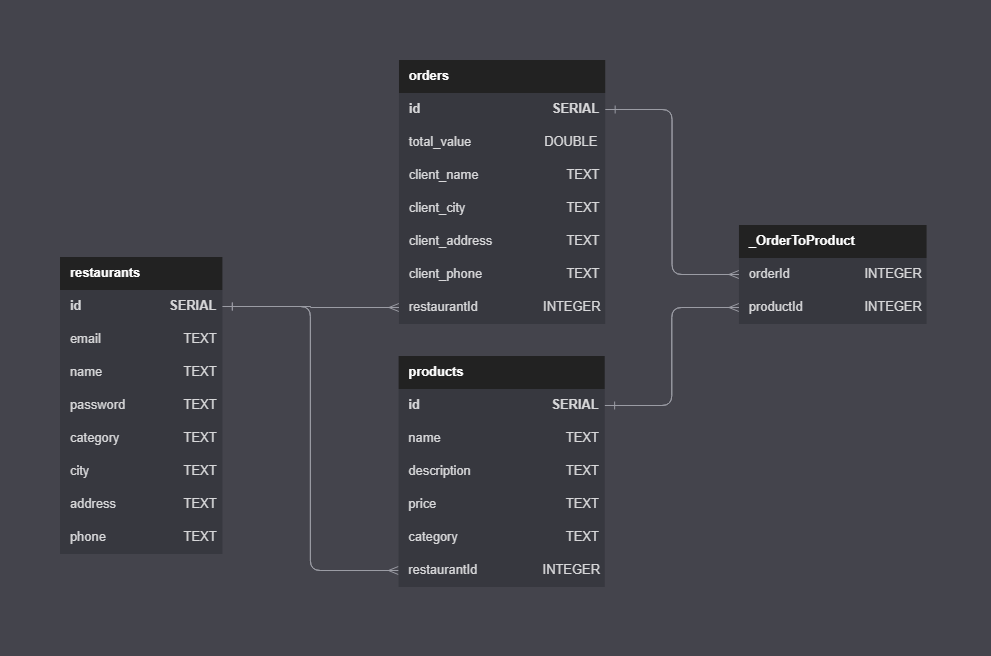 orders
id SERIAL
total_value DOUBLE
client_name TEXT
client_city TEXT
client_address TEXT
client_phone TEXT
restaurantId INTEGER
_OrderToProduct
orderId INTEGER
productId INTEGER
restaurants
id SERIAL
email TEXT
name TEXT
password TEXT
category TEXT
city TEXT
address TEXT
phone TEXT
products
id SERIAL
name TEXT
description TEXT
price TEXT
category TEXT
restaurantId INTEGER